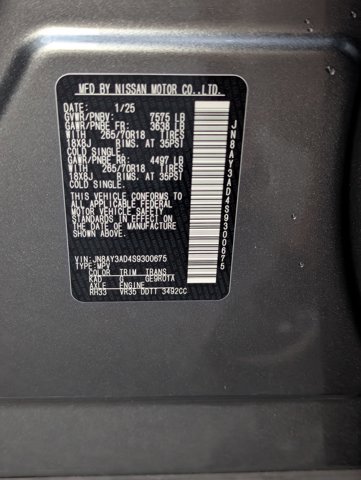 MFD BY NISSAN MOTOR CO.,LTD.
DATE: 1/25
GVWR/PNBV: 7575 LB
GAWR/PNBE FR: 3638 LB
WITH 265/70R18 TIRES
18X8J RIMS. AT 35PSI
COLD SINGLE.
GAWR/PNBE RR: 4497 LB
WITH 265/70R18 TIRES
18X8J RIMS. AT 35PSI
COLD SINGLE.
THIS VEHICLE CONFORMS TO
ALL APPLICABLE FEDERAL
MOTOR VEHICLE SAFETY
STANDARDS IN EFFECT ON
THE DATE OF MANUFACTURE
SHOWN ABOVE.
VIN: JN8AY3AD4S9300675
TYPE: MPV
COLOR TRIM TRANS
KAD G GE9R01A
AXLE ENGINE
RH33 VR35 DDTT 3492CC
JN8AY3AD4S9300675